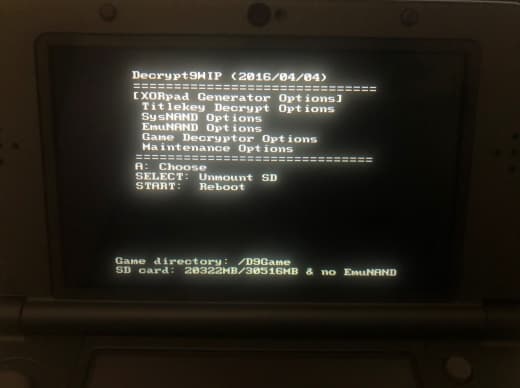 Decrypt9WIP (2016/04/04)
==============================
[XORpad Generator Options]
Titlekey Decrypt Options
SysNAND Options
EmuNAND Options
Game Decryptor Options
Maintenance Options
==============================
A: Choose
SELECT: Unmount SD
START: Reboot
Game directory: /D9Game
SD card: 20322MB/30516MB & no EmuNAND